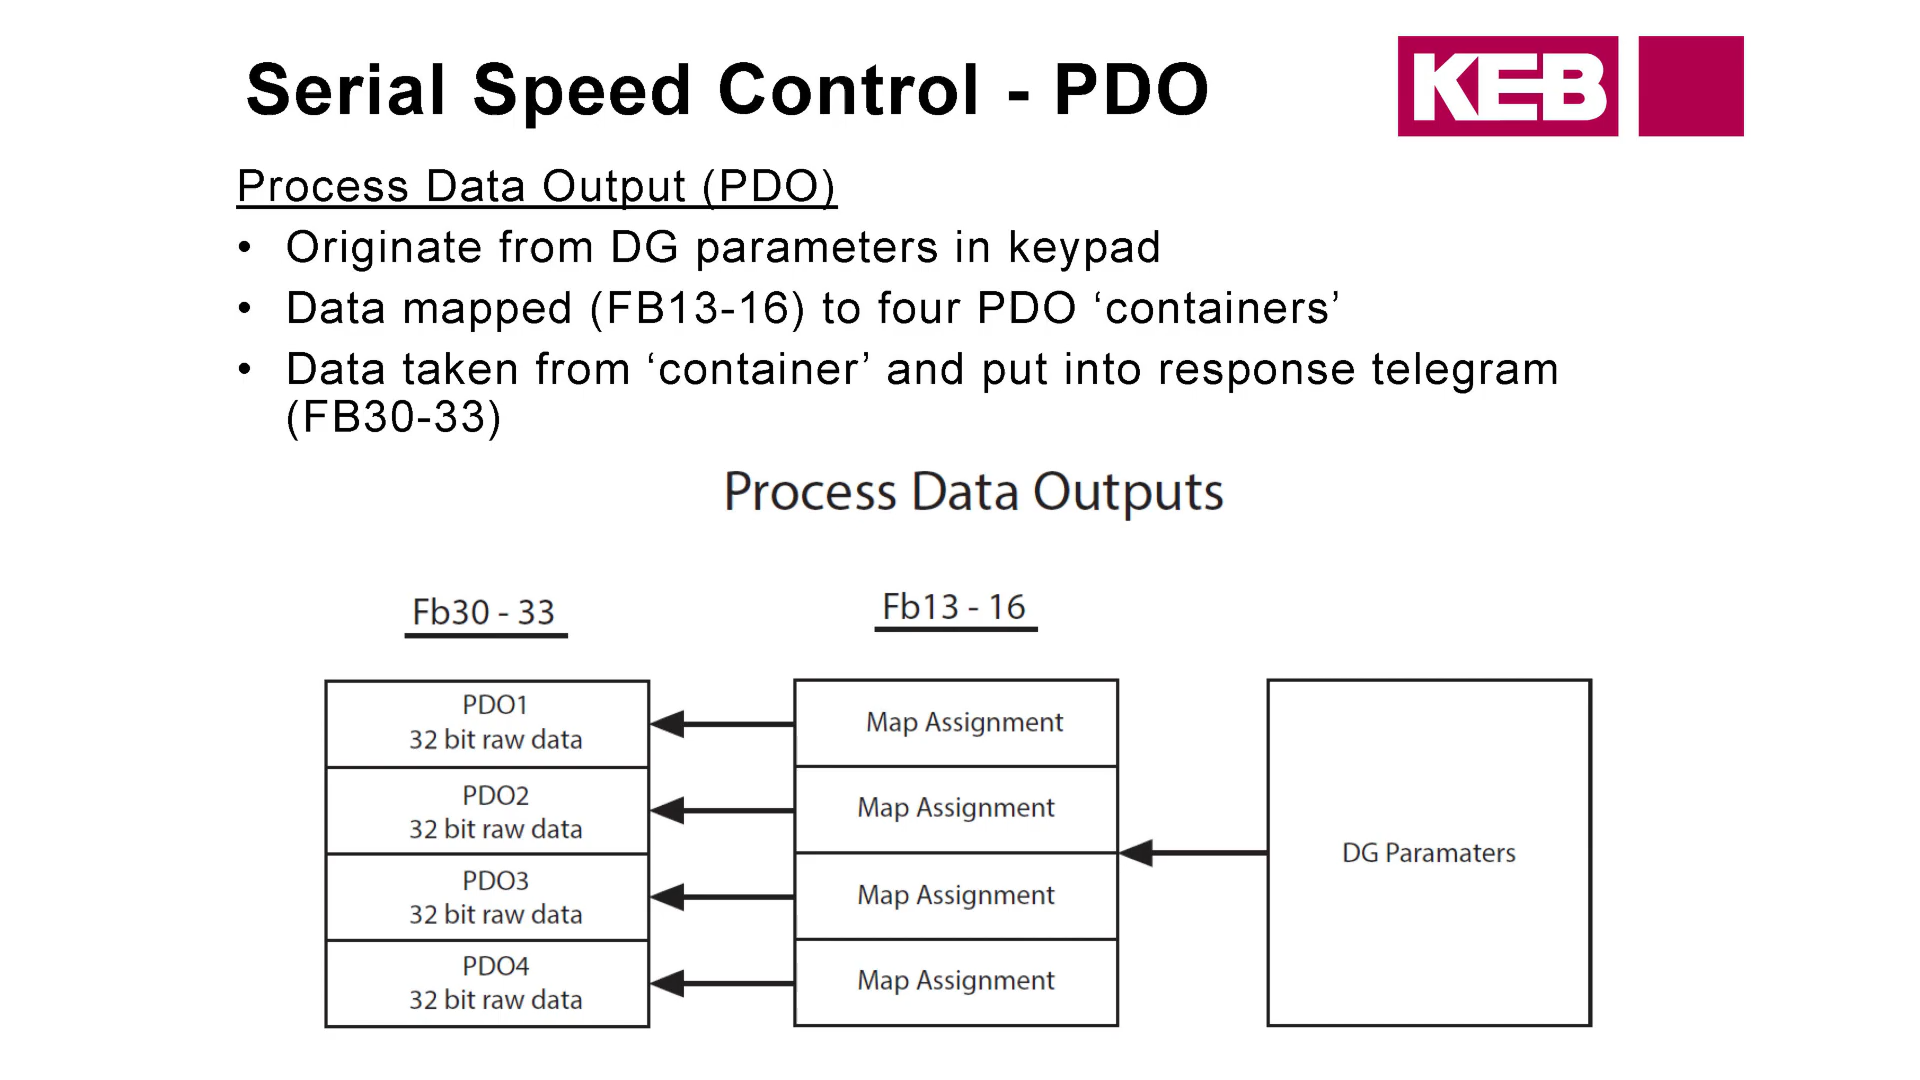 Serial Speed Control - PDO
KEB
Process Data Output (PDO)
• Originate from DG parameters in keypad
• Data mapped (FB13-16) to four PDO ‘containers’
• Data taken from ‘container’ and put into response telegram
(FB30-33)
Process Data Outputs
Fb30 - 33
Fb13 - 16
PDO1
32 bit raw data
PDO2
32 bit raw data
PDO3
32 bit raw data
PDO4
32 bit raw data
Map Assignment
Map Assignment
Map Assignment
Map Assignment
DG Paramaters